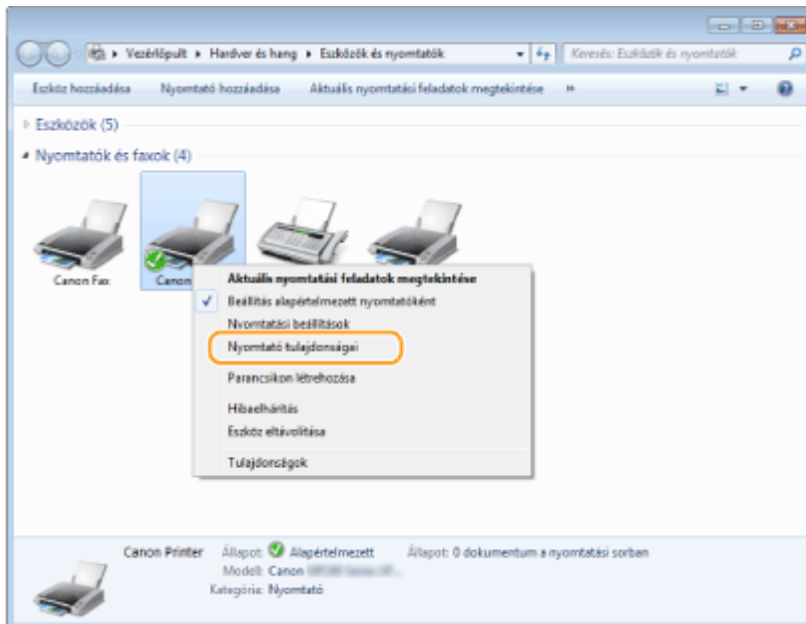 Vezérlőpult ▸ Hardver és hang ▸ Eszközök és nyomtatók
Keresés: Eszközök és nyomtatók
Eszköz hozzáadása Nyomtató hozzáadása Aktuális nyomtatási feladatok megtekintése »
Eszközök (5)
Nyomtatók és faxok (4)
Canon Fax
Canon
Aktuális nyomtatási feladatok megtekintése
Beállítás alapértelmezett nyomtatóként
Nyomtatási beállítások
Nyomtató tulajdonságai
Parancsikon létrehozása
Hibaelhárítás
Eszköz eltávolítása
Tulajdonságok
Canon Printer Állapot: Alapértelmezett Állapot: 0 dokumentum a nyomtatási sorban
Modell: Canon
Kategória: Nyomtató